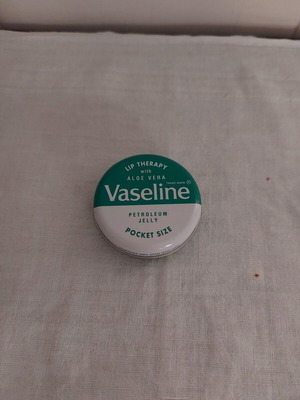 LIP THERAPY
with
ALOE VERA
Vaseline®
PETROLEUM
JELLY
POCKET SIZE